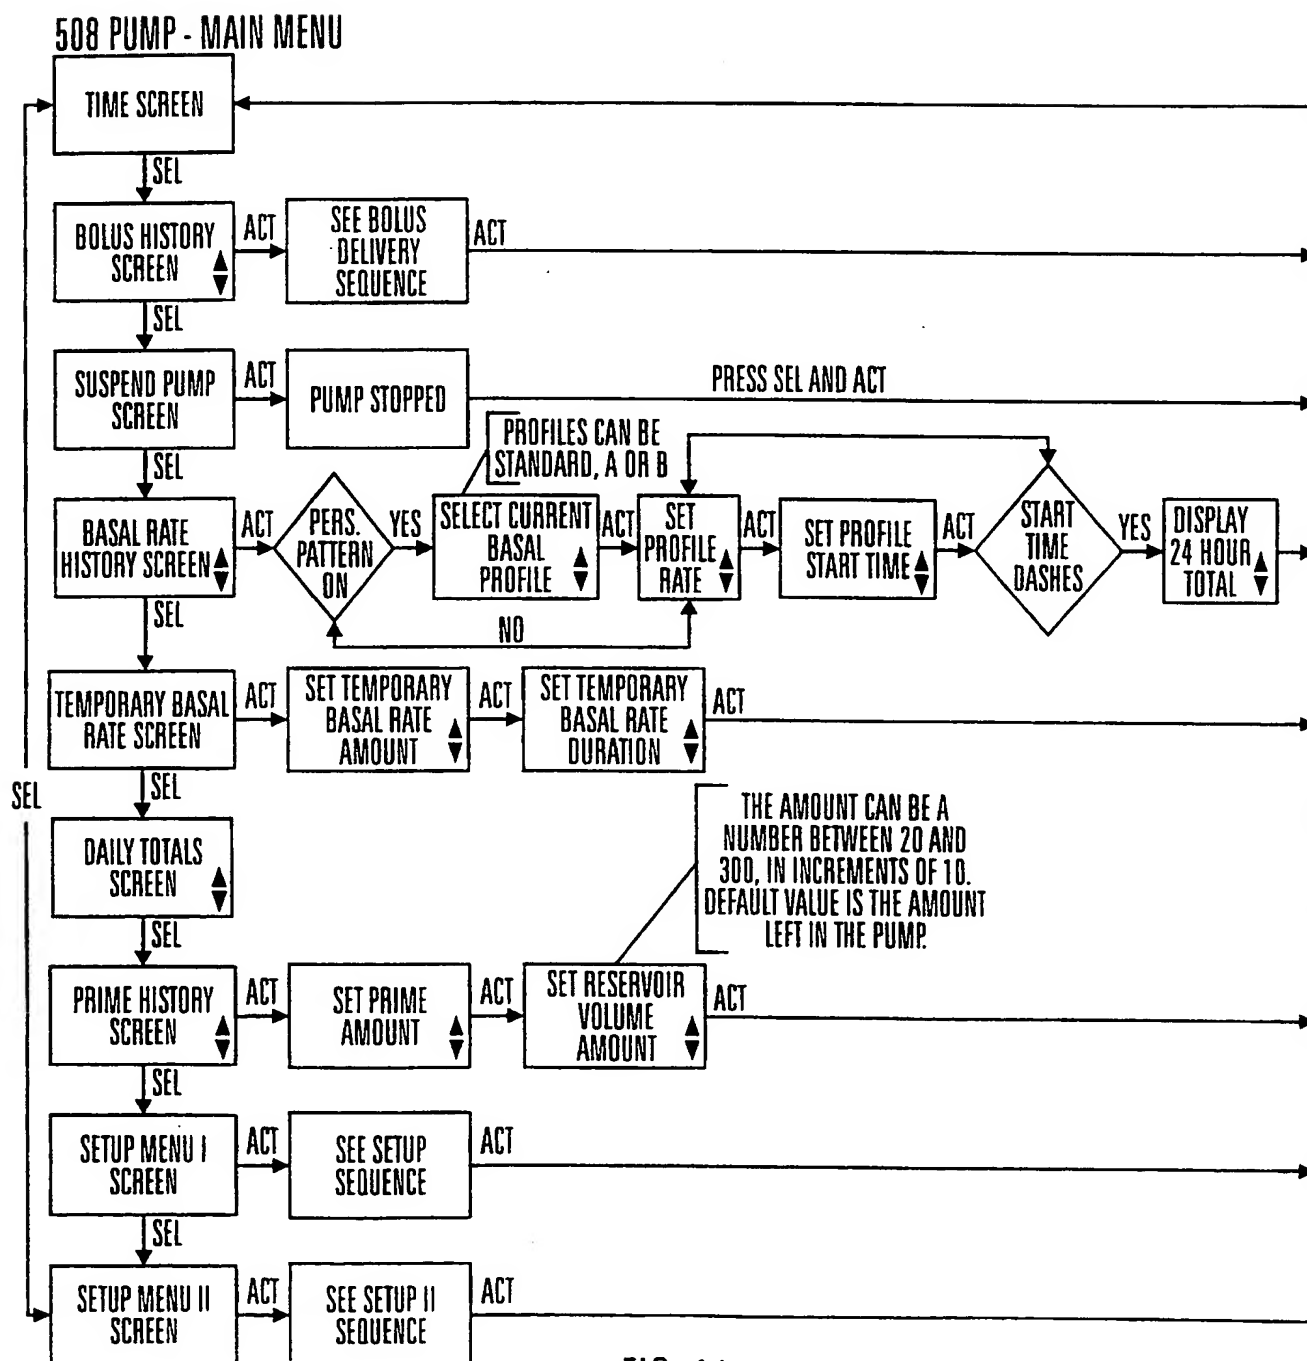 508 PUMP - MAIN MENU
TIME SCREEN
SEL
BOLUS HISTORY
SCREEN
ACT
SEE BOLUS
DELIVERY
SEQUENCE
ACT
SEL
SUSPEND PUMP
SCREEN
ACT
PUMP STOPPED
PRESS SEL AND ACT
SEL
PROFILES CAN BE
STANDARD, A OR B
BASAL RATE
HISTORY SCREEN
ACT
PERS.
PATTERN
ON
YES
SELECT CURRENT
BASAL
PROFILE
ACT
SET
PROFILE
RATE
ACT
SET PROFILE
START TIME
ACT
START
TIME
DASHES
YES
DISPLAY
24 HOUR
TOTAL
NO
SEL
TEMPORARY BASAL
RATE SCREEN
ACT
SET TEMPORARY
BASAL RATE
AMOUNT
ACT
SET TEMPORARY
BASAL RATE
DURATION
ACT
SEL
SEL
DAILY TOTALS
SCREEN
THE AMOUNT CAN BE A
NUMBER BETWEEN 20 AND
300, IN INCREMENTS OF 10.
DEFAULT VALUE IS THE AMOUNT
LEFT IN THE PUMP.
SEL
PRIME HISTORY
SCREEN
ACT
SET PRIME
AMOUNT
ACT
SET RESERVOIR
VOLUME
AMOUNT
ACT
SEL
SETUP MENU I
SCREEN
ACT
SEE SETUP
SEQUENCE
ACT
SEL
SETUP MENU II
SCREEN
ACT
SEE SETUP II
SEQUENCE
ACT